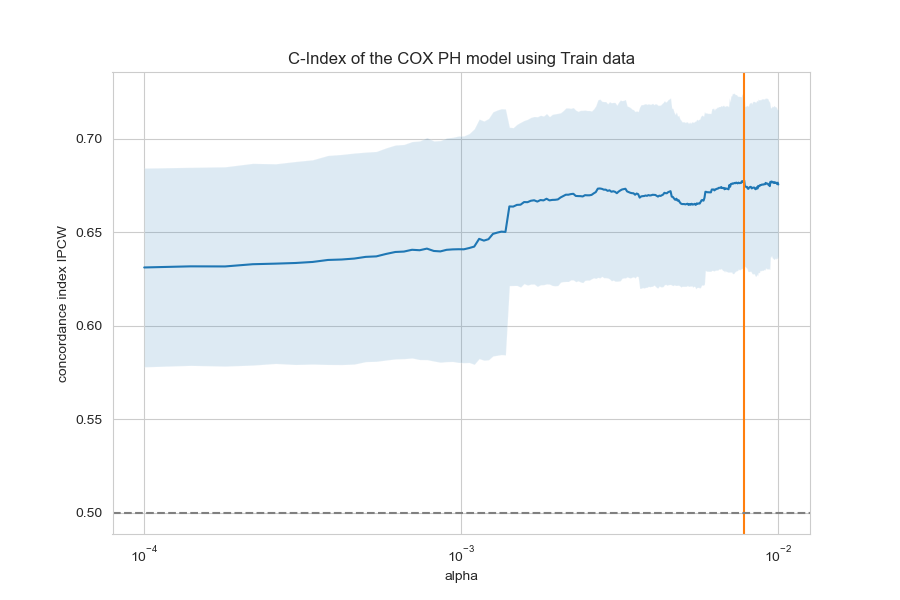 C-Index of the COX PH model using Train data
concordance index IPCW
0.70
0.65
0.60
0.55
0.50
10⁻⁴
10⁻³
10⁻²
alpha